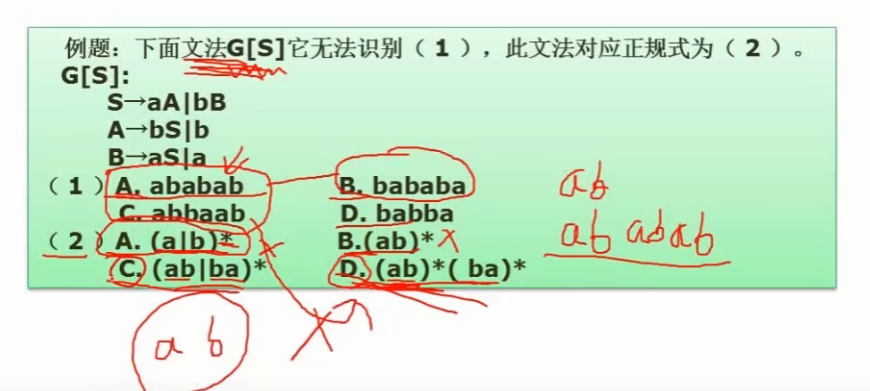 例题：下面文法G[S]它无法识别（ 1 ），此文法对应正规式为（ 2 ）。
G[S]:
S→aA|bB
A→bS|b
B→aS|a
（ 1 ）A. ababab B. bababa
C. abbaab D. babba
（ 2 ）A. (a|b)* B.(ab)*
C. (ab|ba)* D. (ab)*( ba)*
ab
ab abab
a b